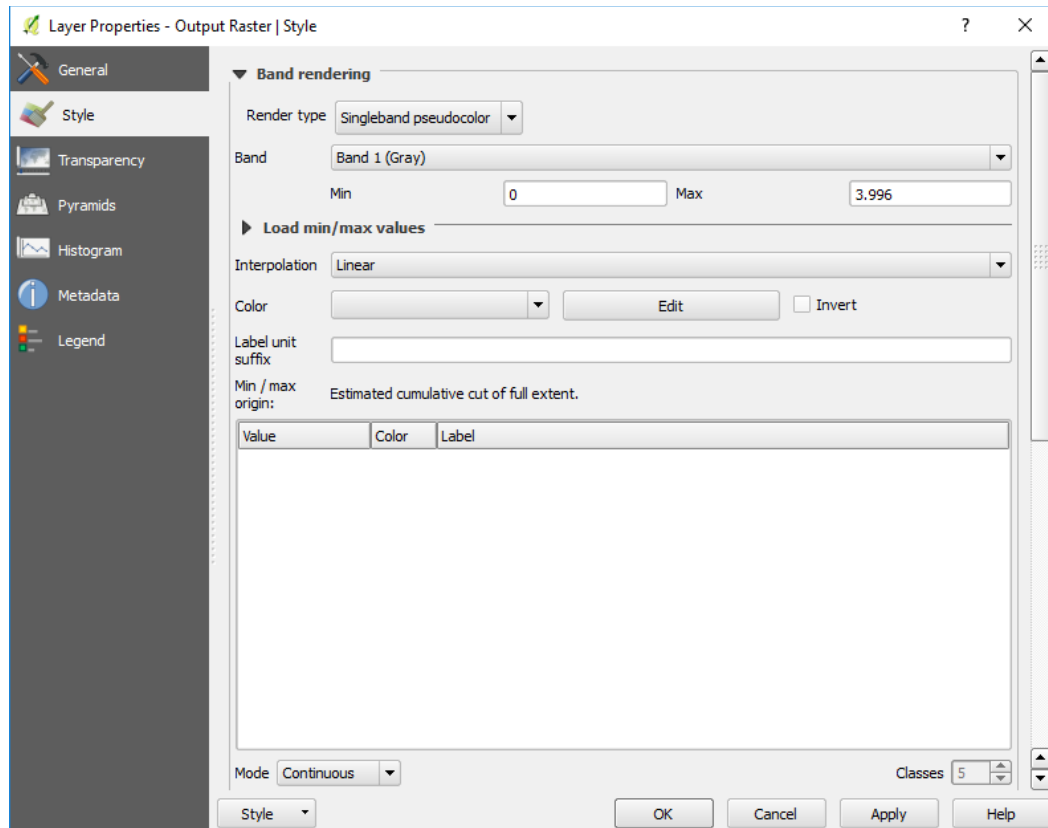 Layer Properties - Output Raster | Style ?
General
Style
Transparency
Pyramids
Histogram
Metadata
Legend
Band rendering
Render type Singleband pseudocolor
Band Band 1 (Gray)
Min 0 Max 3.996
Load min/max values
Interpolation Linear
Color Edit Invert
Label unit
suffix
Min / max
origin: Estimated cumulative cut of full extent.
Value Color Label
Mode Continuous Classes 5
Style OK Cancel Apply Help